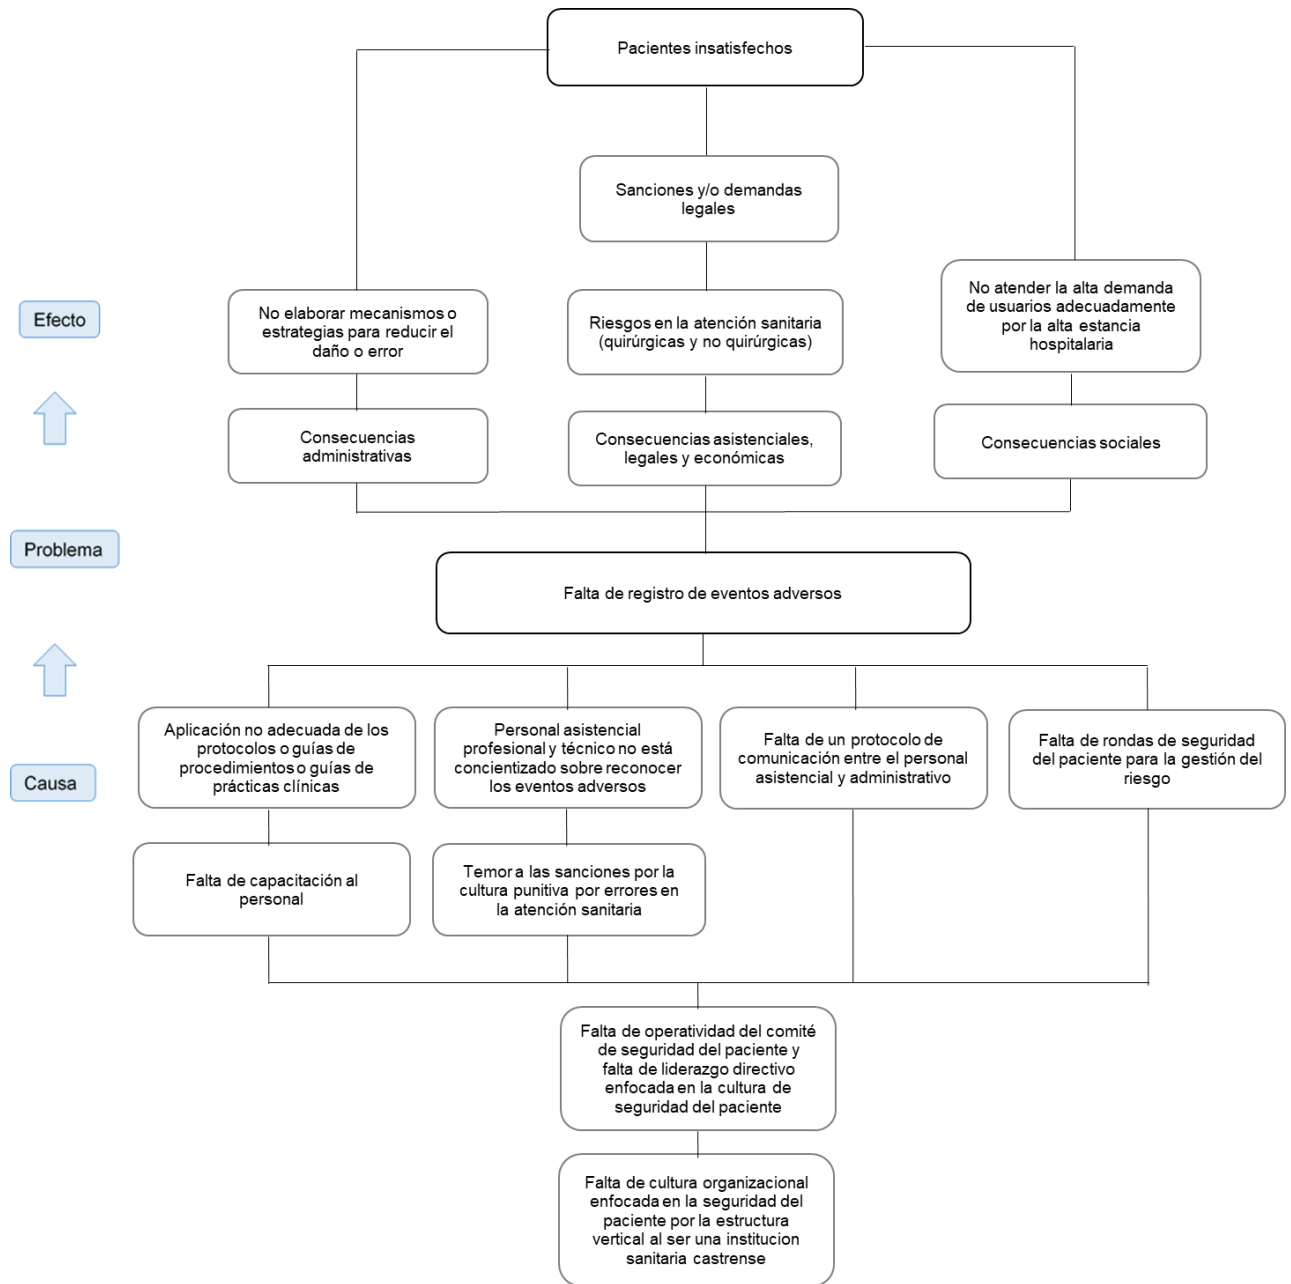 Pacientes insatisfechos
Sanciones y/o demandas
legales
Efecto
No elaborar mecanismos o
estrategias para reducir el
daño o error
Riesgos en la atención sanitaria
(quirúrgicas y no quirúrgicas)
No atender la alta demanda
de usuarios adecuadamente
por la alta estancia
hospitalaria
Consecuencias
administrativas
Consecuencias asistenciales,
legales y económicas
Consecuencias sociales
Problema
Falta de registro de eventos adversos
Causa
Aplicación no adecuada de los
protocolos o guías de
procedimientos o guías de
prácticas clínicas
Personal asistencial
profesional y técnico no está
concientizado sobre reconocer
los eventos adversos
Falta de un protocolo de
comunicación entre el personal
asistencial y administrativo
Falta de rondas de seguridad
del paciente para la gestión del
riesgo
Falta de capacitación al
personal
Temor a las sanciones por la
cultura punitiva por errores en
la atención sanitaria
Falta de operatividad del comité
de seguridad del paciente y
falta de liderazgo directivo
enfocada en la cultura de
seguridad del paciente
Falta de cultura organizacional
enfocada en la seguridad del
paciente por la estructura
vertical al ser una institucion
sanitaria castrense